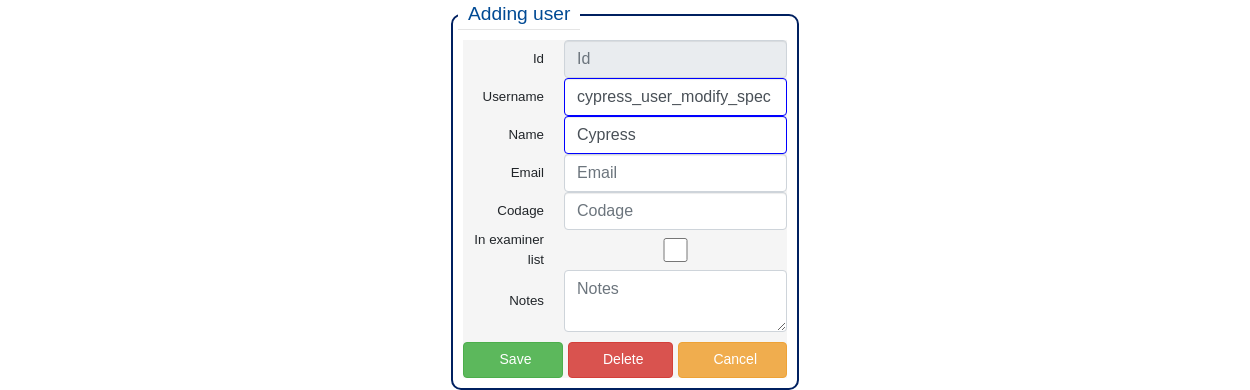 Adding user
Id Id
Username cypress_user_modify_spec
Name Cypress
Email Email
Codage Codage
In examiner
list
Notes Notes
Save Delete Cancel